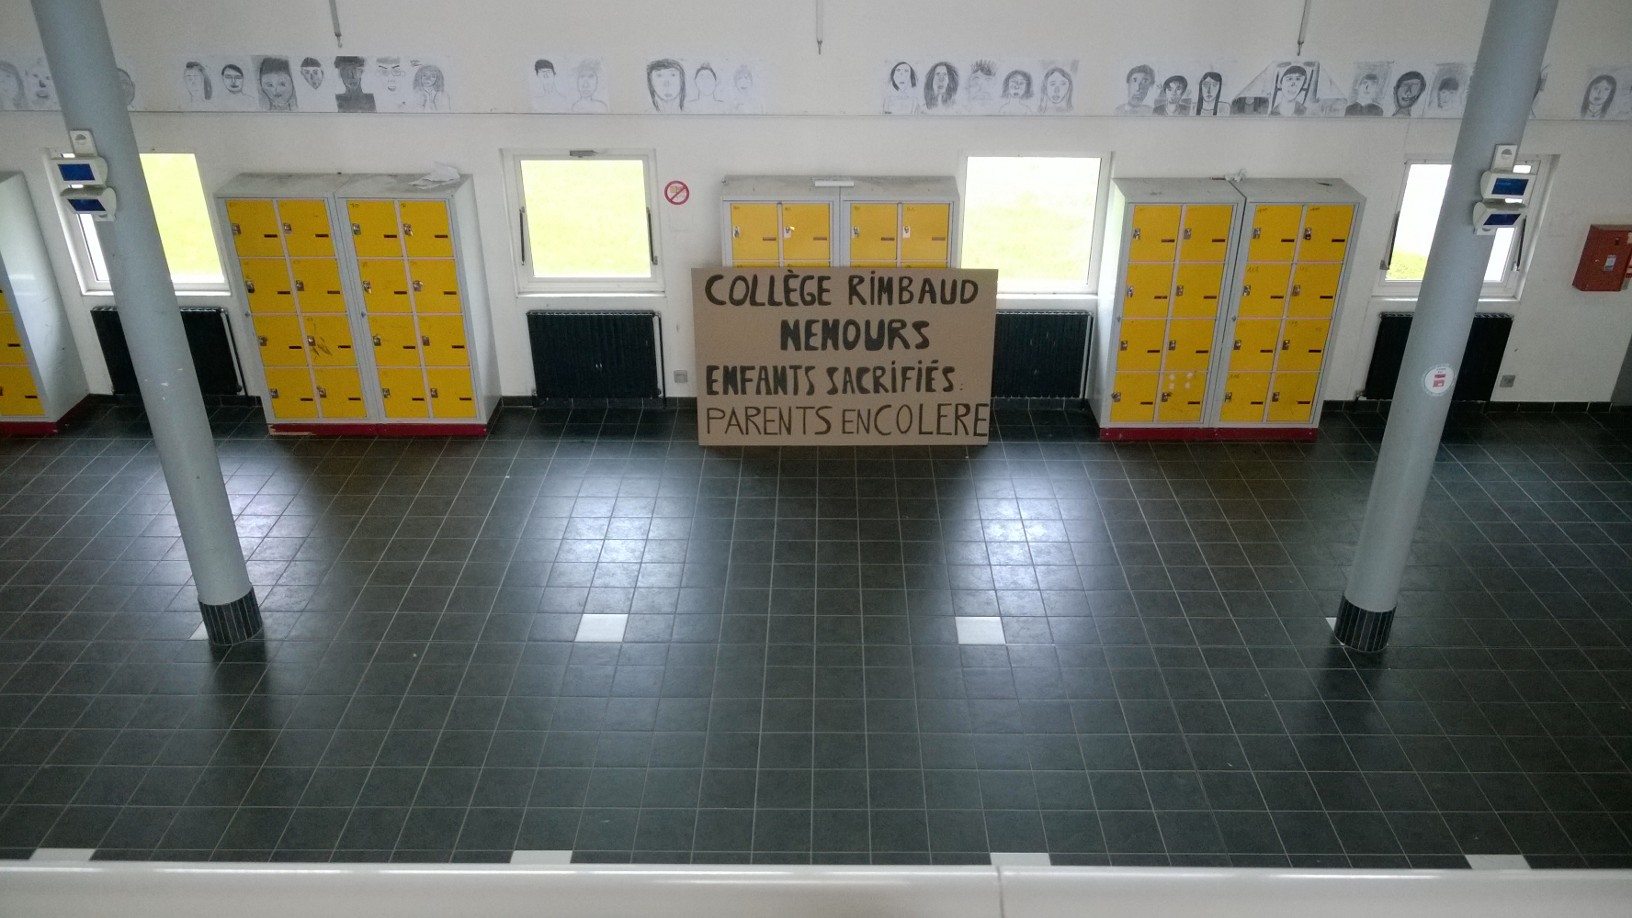 COLLÈGE RIMBAUD
NEMOURS
ENFANTS SACRIFIÉS.
PARENTS EN COLERE